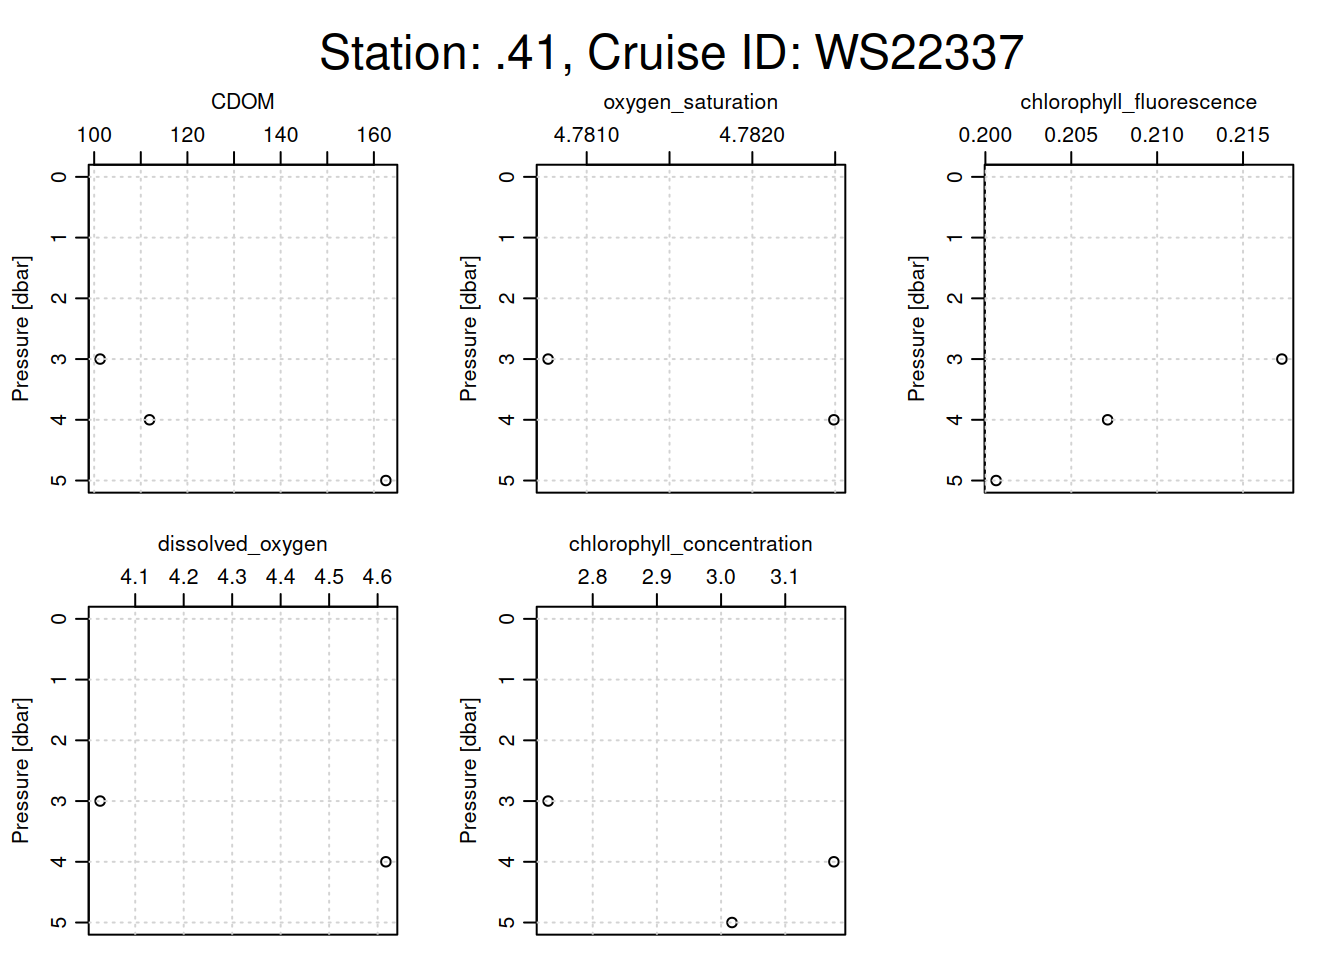 Station: .41, Cruise ID: WS22337
CDOM
100 120 140 160
Pressure [dbar]
0
1
2
3
4
5
oxygen_saturation
4.7810 4.7820
Pressure [dbar]
0
1
2
3
4
5
chlorophyll_fluorescence
0.200 0.205 0.210 0.215
Pressure [dbar]
0
1
2
3
4
5
dissolved_oxygen
4.1 4.2 4.3 4.4 4.5 4.6
Pressure [dbar]
0
1
2
3
4
5
chlorophyll_concentration
2.8 2.9 3.0 3.1
Pressure [dbar]
0
1
2
3
4
5